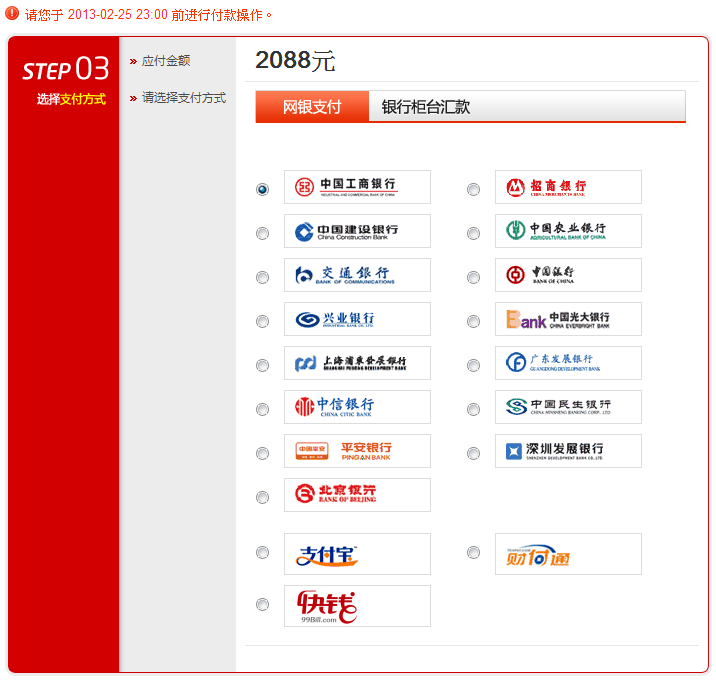 请您于 2013-02-25 23:00 前进行付款操作。
STEP 03
选择支付方式
应付金额
2088元
请选择支付方式
网银支付 银行柜台汇款
中国工商银行
INDUSTRIAL AND COMMERCIAL BANK OF CHINA
招商银行
CHINA MERCHANTS BANK
中国建设银行
China Construction Bank
中国农业银行
AGRICULTURAL BANK OF CHINA
交通银行
BANK OF COMMUNICATIONS
中国银行
BANK OF CHINA
兴业银行
INDUSTRIAL BANK CO.,LTD.
Bank 中国光大银行
CHINA EVERBRIGHT BANK
上海浦东发展银行
SHANGHAI PUDONG DEVELOPMENT BANK
广东发展银行
GUANGDONG DEVELOPMENT BANK
中信银行
CHINA CITIC BANK
中国民生银行
CHINA MINSHENG BANKING CORP., LTD.
中国平安
平安银行
PING AN BANK
深圳发展银行
SHENZHEN DEVELOPMENT BANK CO., LTD.
北京银行
BANK OF BEIJING
支付宝
财付通
快钱
99Bill.com